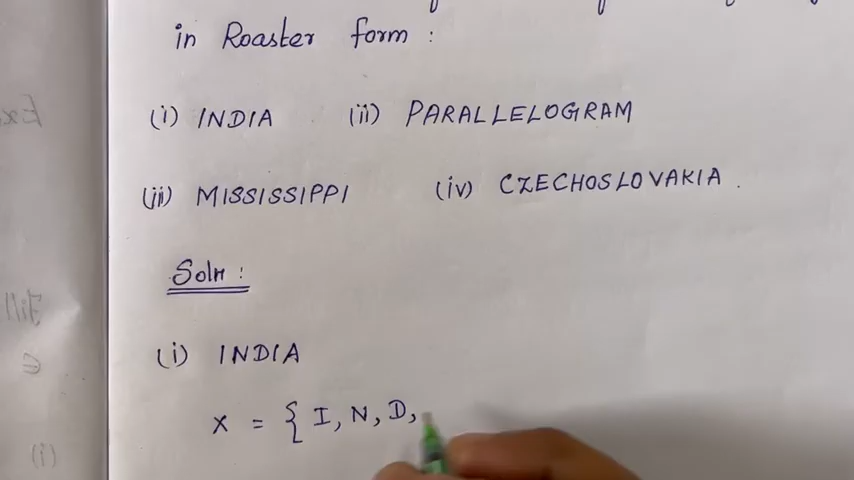 in Roaster form :
(i) INDIA (ii) PARALLELOGRAM
(iii) MISSISSIPPI (iv) CZECHOSLOVAKIA .
Soln :
(i) INDIA
X = { I, N, D,